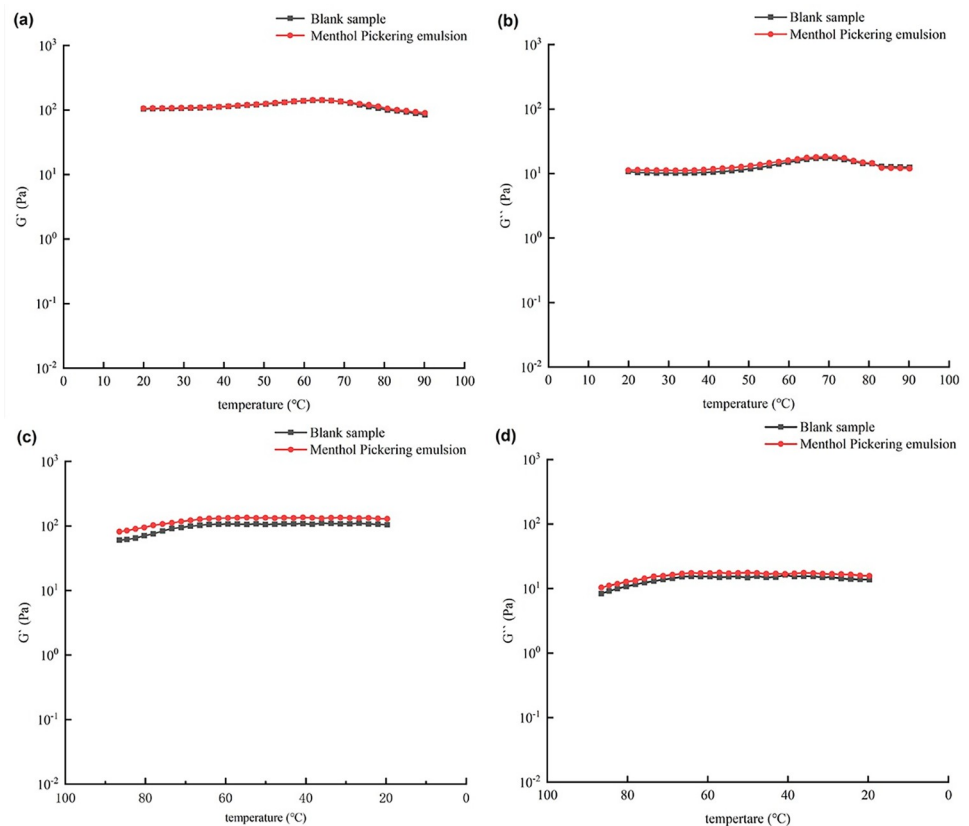 (a)
Blank sample
Menthol Pickering emulsion
10³
10²
10¹
10⁰
10⁻¹
10⁻²
G` (Pa)
0 10 20 30 40 50 60 70 80 90 100
temperature (℃)
(b)
Blank sample
Menthol Pickering emulsion
10³
10²
10¹
10⁰
10⁻¹
10⁻²
G`` (Pa)
0 10 20 30 40 50 60 70 80 90 100
temperature (℃)
(c)
Blank sample
Menthol Pickering emulsion
10³
10²
10¹
10⁰
10⁻¹
10⁻²
G` (Pa)
100 80 60 40 20 0
temperature (℃)
(d)
Blank sample
Menthol Pickering emulsion
10³
10²
10¹
10⁰
10⁻¹
10⁻²
G`` (Pa)
100 80 60 40 20 0
tempertare (℃)